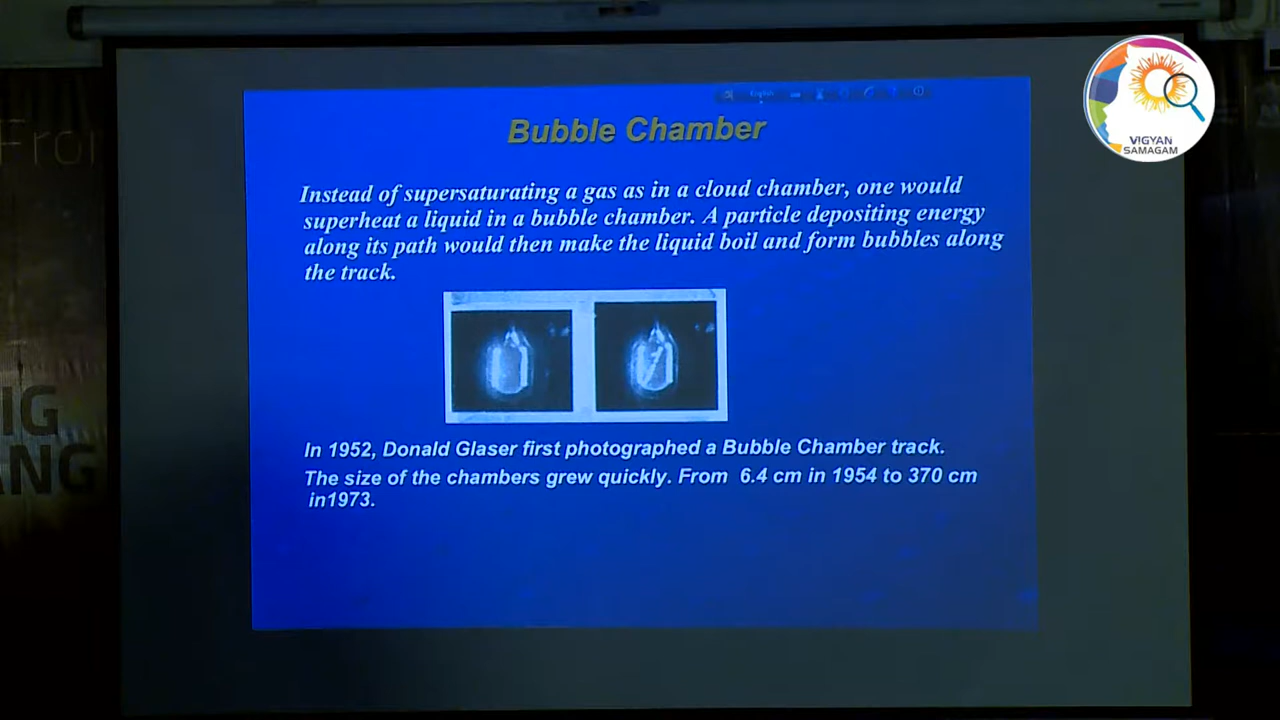 Bubble Chamber
Instead of supersaturating a gas as in a cloud chamber, one would
superheat a liquid in a bubble chamber. A particle depositing energy
along its path would then make the liquid boil and form bubbles along
the track.
In 1952, Donald Glaser first photographed a Bubble Chamber track.
The size of the chambers grew quickly. From 6.4 cm in 1954 to 370 cm
in1973.
VIGYAN
SAMAGAM
From
IG
ANG